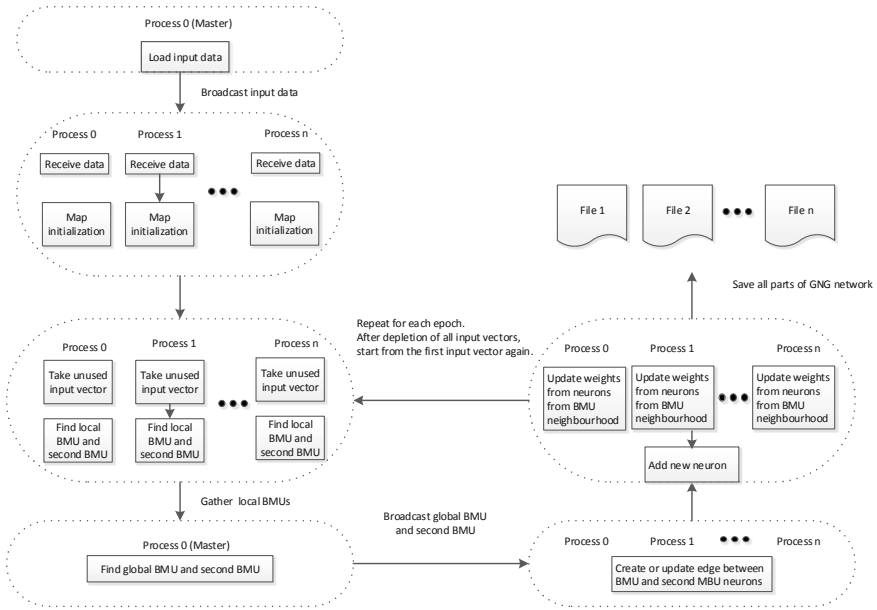 Process 0 (Master)
Load input data
Broadcast input data
Process 0
Process 1
Process n
Receive data
Receive data
Receive data
Map
initialization
Map
initialization
Map
initialization
Process 0
Process 1
Process n
Take unused
input vector
Take unused
input vector
Take unused
input vector
Find local
BMU and
second BMU
Find local
BMU and
second BMU
Find local
BMU and
second BMU
Gather local BMUs
Process 0 (Master)
Find global BMU and second BMU
Broadcast global BMU
and second BMU
Process 0
Process 1
Process n
Create or update edge between
BMU and second MBU neurons
Process 0
Process 1
Process n
Update weights
from neurons
from BMU
neighbourhood
Update weights
from neurons
from BMU
neighbourhood
Update weights
from neurons
from BMU
neighbourhood
Add new neuron
Repeat for each epoch.
After depletion of all input vectors,
start from the first input vector again.
Save all parts of GNG network
File 1
File 2
File n